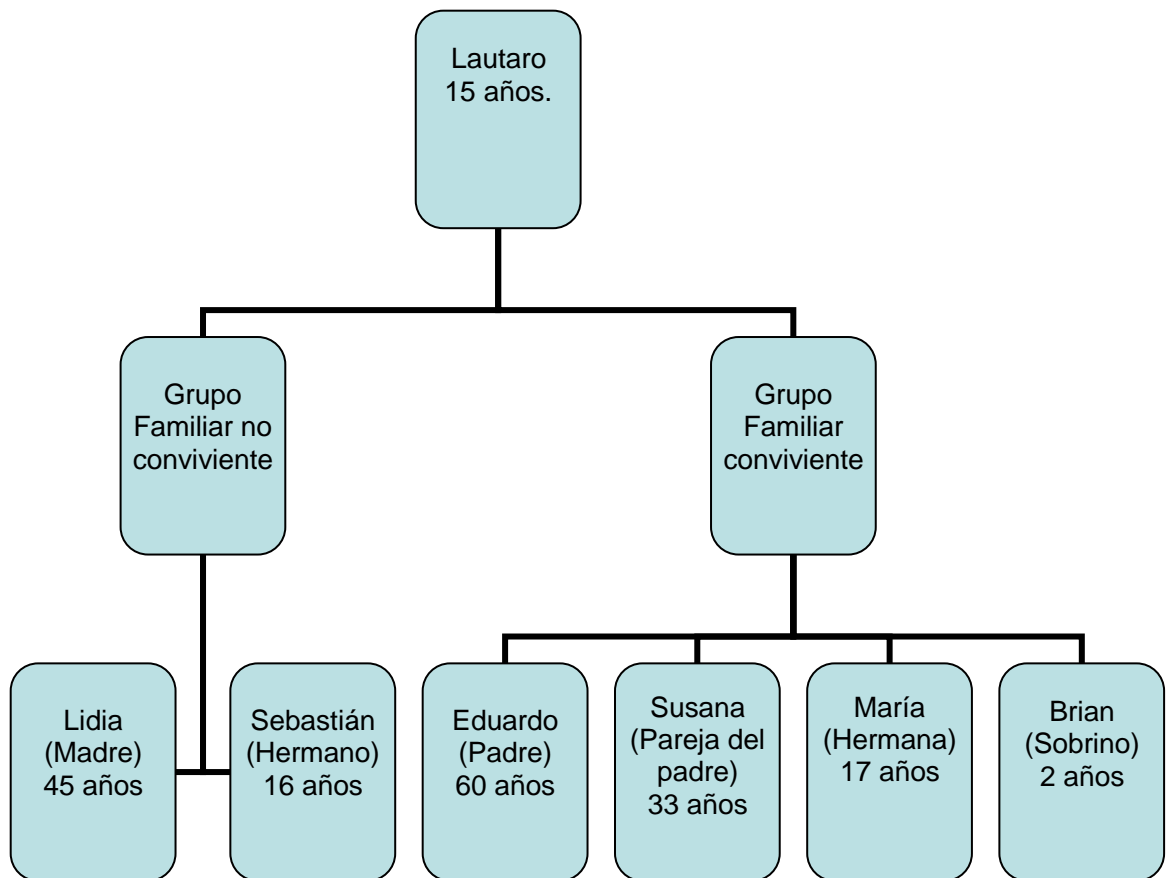 Lautaro
15 años.
Grupo
Familiar no
conviviente
Grupo
Familiar
conviviente
Lidia
(Madre)
45 años
Sebastián
(Hermano)
16 años
Eduardo
(Padre)
60 años
Susana
(Pareja del
padre)
33 años
María
(Hermana)
17 años
Brian
(Sobrino)
2 años